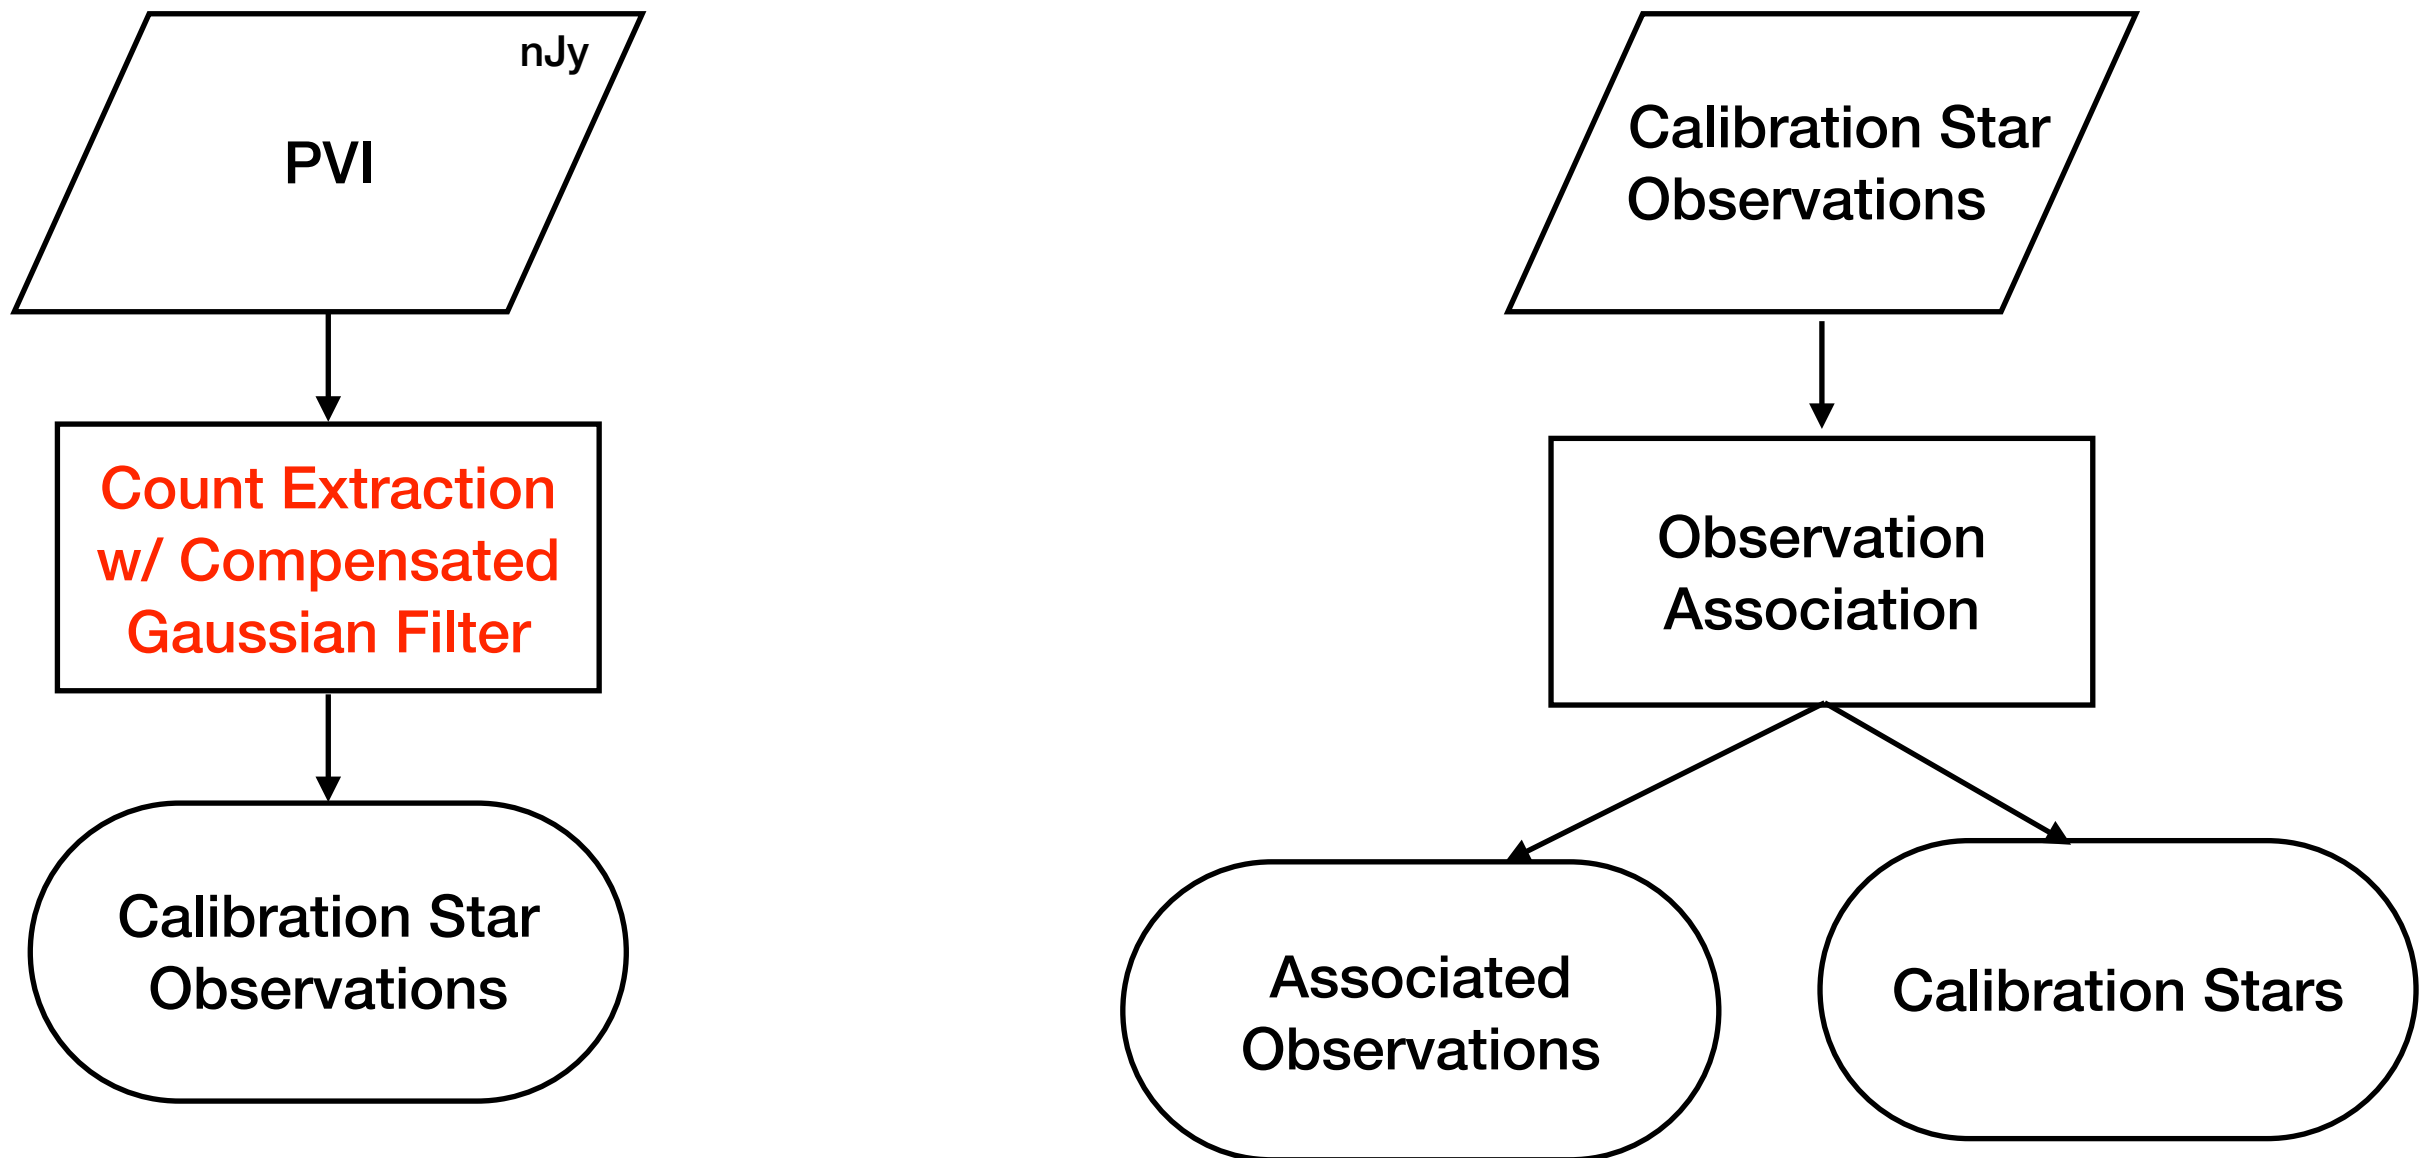 nJy
PVI
Count Extraction
w/ Compensated
Gaussian Filter
Calibration Star
Observations
Calibration Star
Observations
Observation
Association
Associated
Observations
Calibration Stars